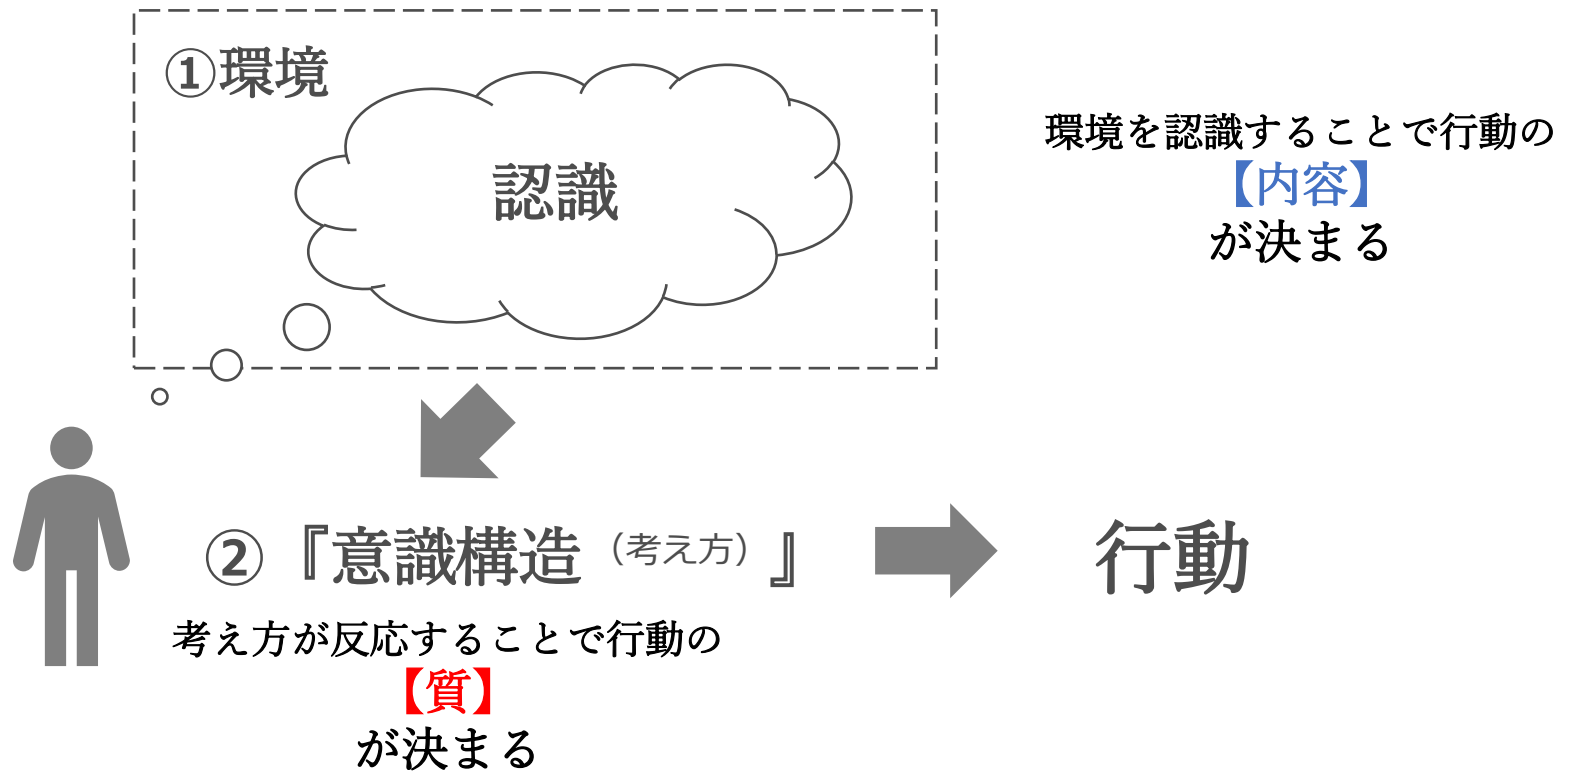 ①環境
認識
環境を認識することで行動の
【内容】
が決まる
②『意識構造（考え方）』
行動
考え方が反応することで行動の
【質】
が決まる